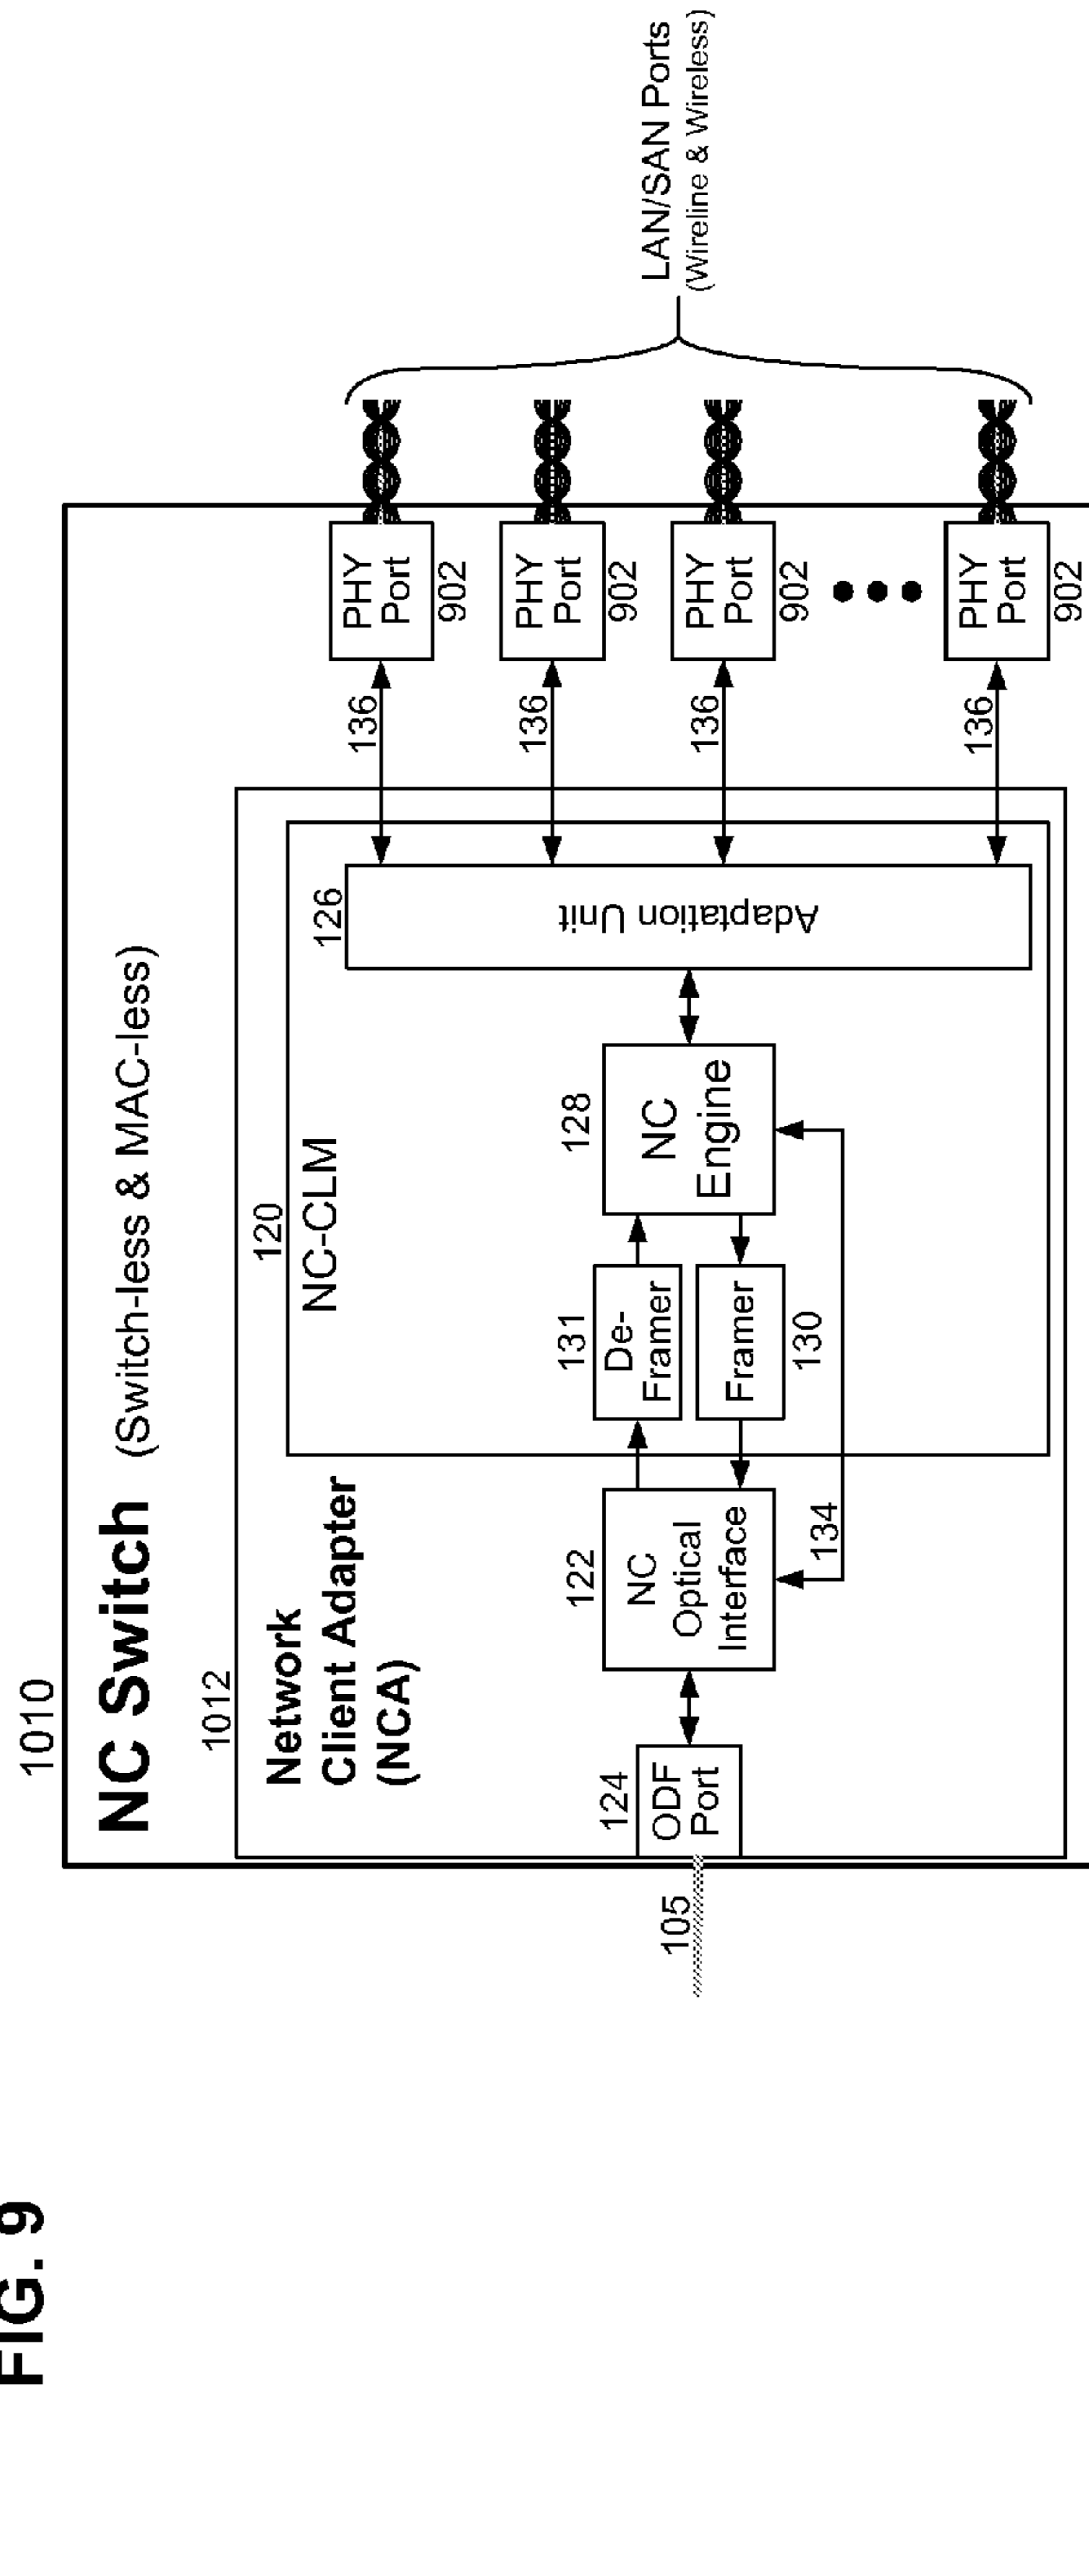 FIG. 9
1010
NC Switch (Switch-less & MAC-less)
1012
Network
Client Adapter
(NCA)
120
NC-CLM
105
124
ODF
Port
122
NC
Optical
Interface
134
131
De-
Framer
Framer
130
128
NC
Engine
126
Adaptation Unit
136
136
136
136
PHY
Port
902
PHY
Port
902
PHY
Port
902
PHY
Port
902
LAN/SAN Ports
(Wireline & Wireless)